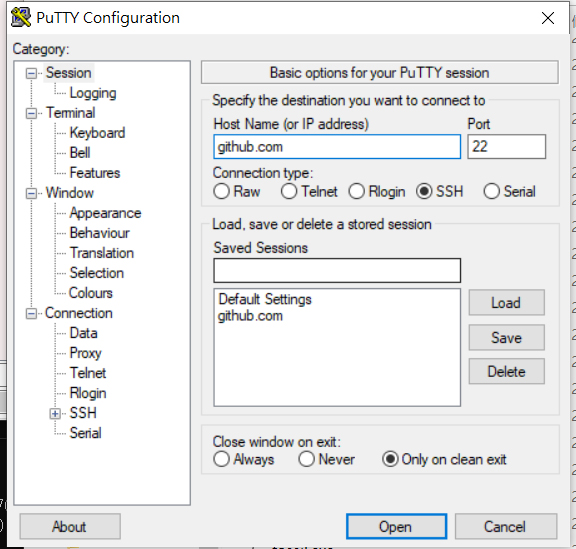 PuTTY Configuration
Category:
Session
Logging
Terminal
Keyboard
Bell
Features
Window
Appearance
Behaviour
Translation
Selection
Colours
Connection
Data
Proxy
Telnet
Rlogin
SSH
Serial
Basic options for your PuTTY session
Specify the destination you want to connect to
Host Name (or IP address) Port
github.com 22
Connection type:
Raw Telnet Rlogin SSH Serial
Load, save or delete a stored session
Saved Sessions
Default Settings
github.com
Load
Save
Delete
Close window on exit:
Always Never Only on clean exit
About Open Cancel